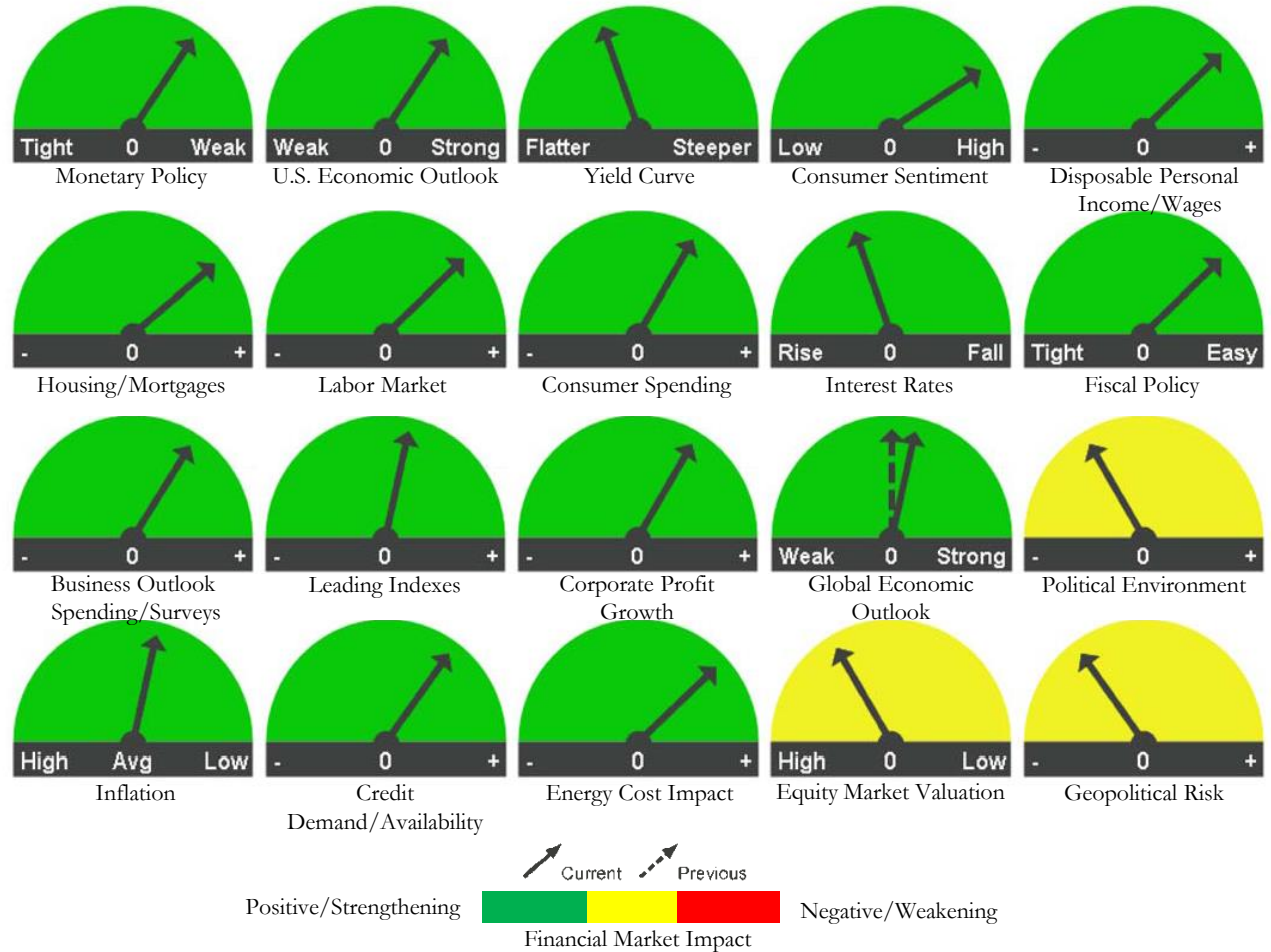 Tight 0 Weak
Monetary Policy
Weak 0 Strong
U.S. Economic Outlook
Flatter Steeper
Yield Curve
Low 0 High
Consumer Sentiment
- 0 +
Disposable Personal
Income/Wages
- 0 +
Housing/Mortgages
- 0 +
Labor Market
- 0 +
Consumer Spending
Rise 0 Fall
Interest Rates
Tight 0 Easy
Fiscal Policy
- 0 +
Business Outlook
Spending/Surveys
- 0 +
Leading Indexes
- 0 +
Corporate Profit
Growth
Weak 0 Strong
Global Economic
Outlook
- 0 +
Political Environment
High Avg Low
Inflation
- 0 +
Credit
Demand/Availability
- 0 +
Energy Cost Impact
High 0 Low
Equity Market Valuation
- 0 +
Geopolitical Risk
Current Previous
Positive/Strengthening Negative/Weakening
Financial Market Impact